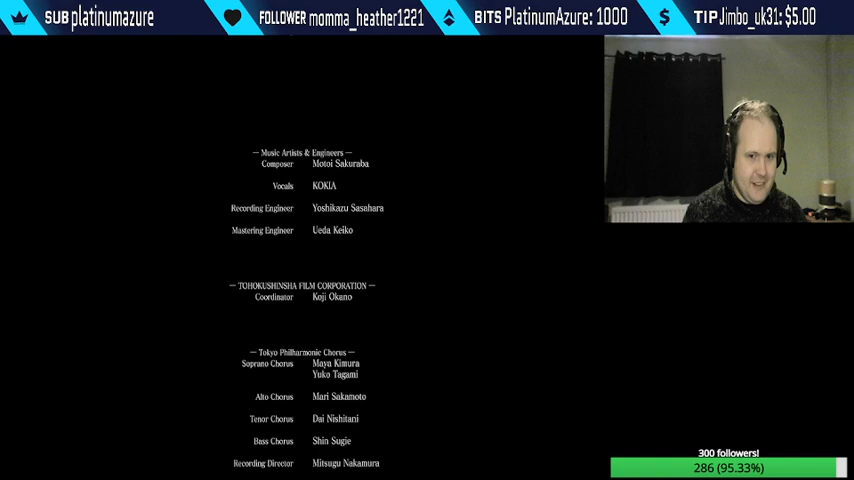 SUB platinumazure
FOLLOWER momma_heather1221
BITS PlatinumAzure: 1000
TIP Jimbo_uk31: $5.00
— Music Artists & Engineers —
Composer Motoi Sakuraba
Vocals KOKIA
Recording Engineer Yoshikazu Sasahara
Mastering Engineer Ueda Keiko
— TOHOKUSHINSHA FILM CORPORATION —
Coordinator Koji Okano
— Tokyo Philharmonic Chorus —
Soprano Chorus Maya Kimura
Yuko Tagami
Alto Chorus Mari Sakamoto
Tenor Chorus Dai Nishitani
Bass Chorus Shin Sugie
Recording Director Mitsugu Nakamura
300 followers!
286 (95.33%)